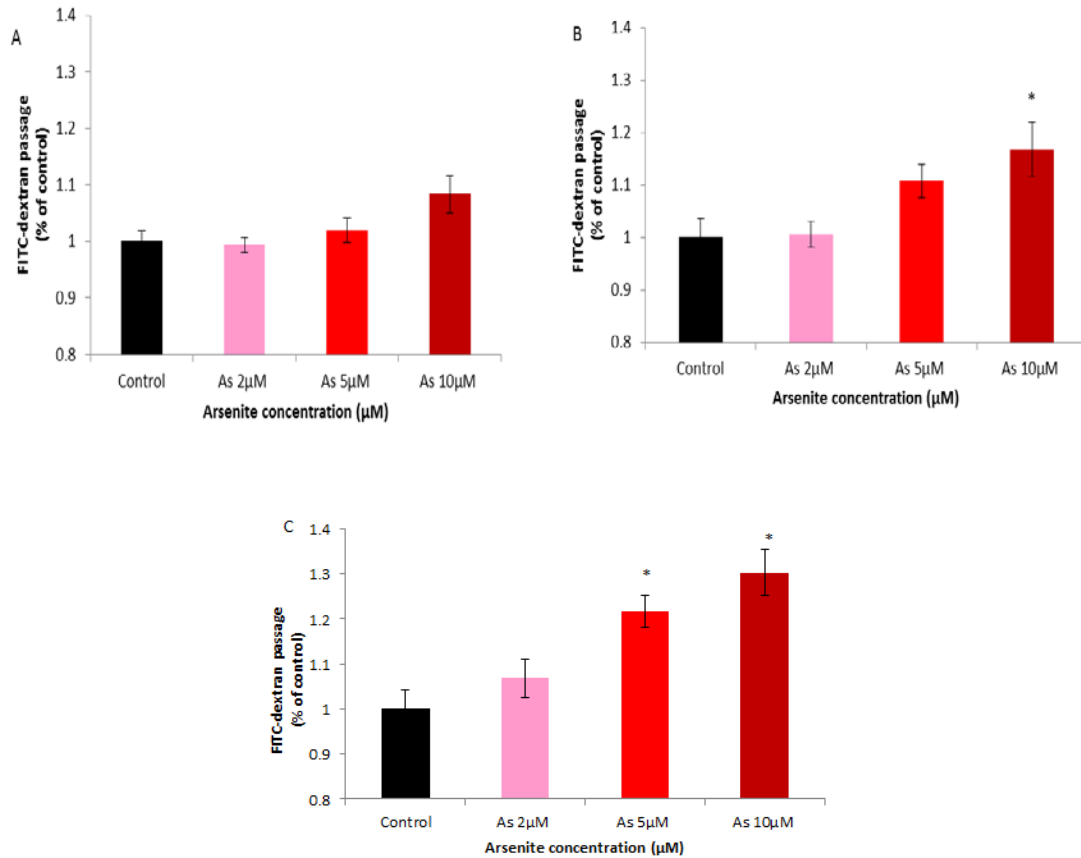 A
FITC-dextran passage
(% of control)
1.4
1.3
1.2
1.1
1
0.9
0.8
Control As 2µM As 5µM As 10µM
Arsenite concentration (µM)
B
FITC-dextran passage
(% of control)
1.4
1.3
1.2
1.1
1
0.9
0.8
*
Control As 2µM As 5µM As 10µM
Arsenite concentration (µM)
C
FITC-dextran passage
(% of control)
1.4
1.3
1.2
1.1
1
0.9
0.8
* *
Control As 2µM As 5µM As 10µM
Arsenite concentration (µM)